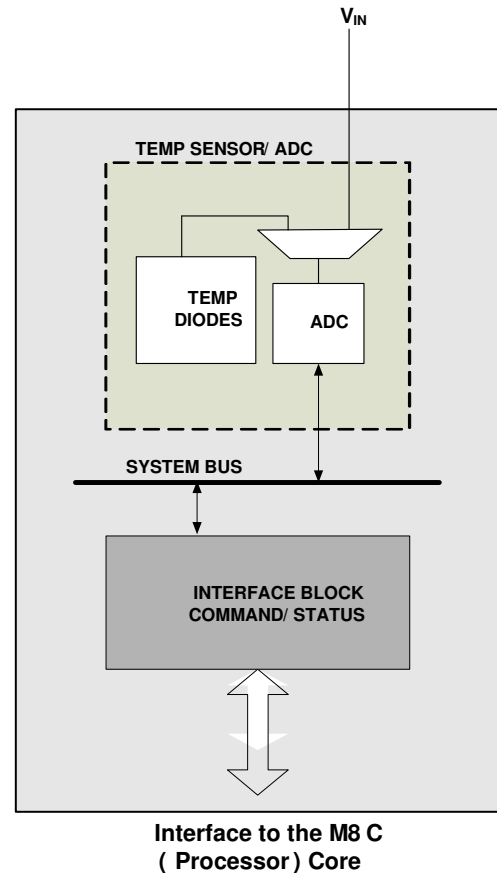 VIN
TEMP SENSOR/ ADC
TEMP
DIODES
ADC
SYSTEM BUS
INTERFACE BLOCK
COMMAND/ STATUS
Interface to the M8 C
( Processor ) Core